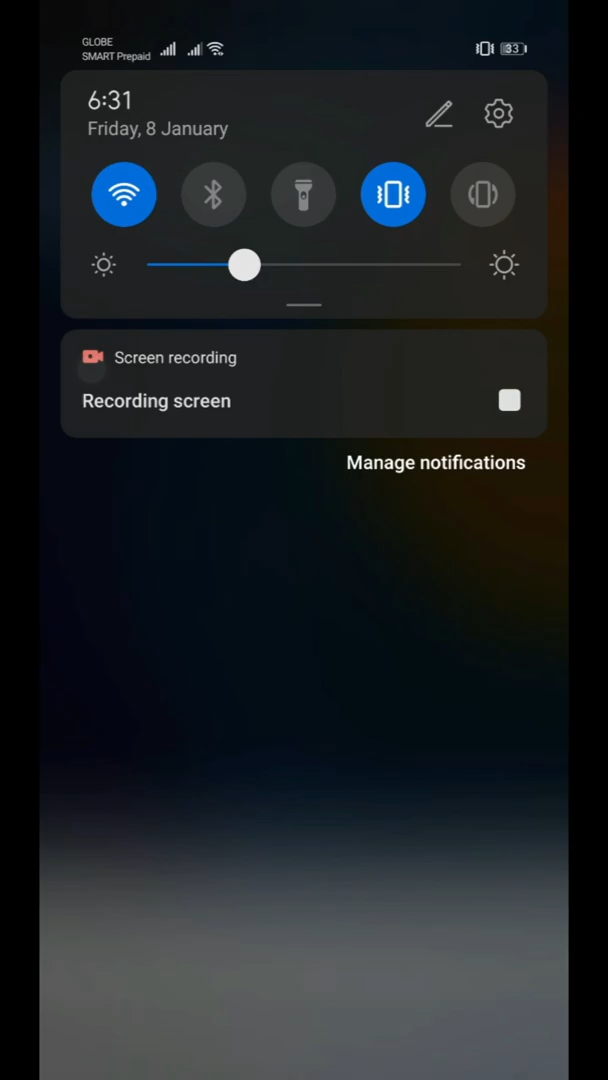 GLOBE
SMART Prepaid
33
6:31
Friday, 8 January
Screen recording
Recording screen
Manage notifications